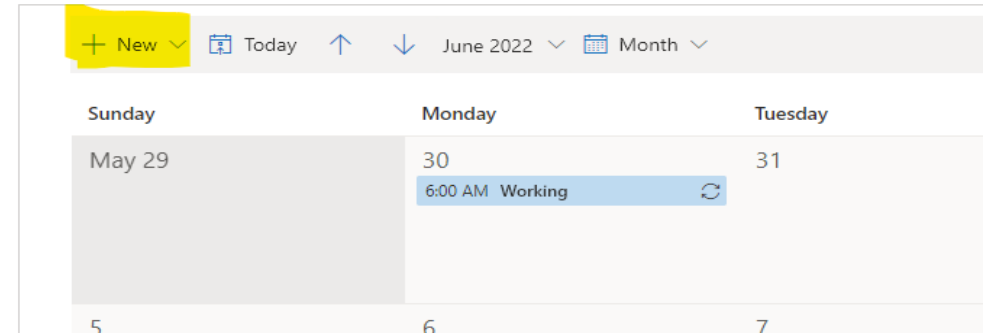 New Today June 2022 Month
Sunday Monday Tuesday
May 29 30 31
6:00 AM Working
5 6 7